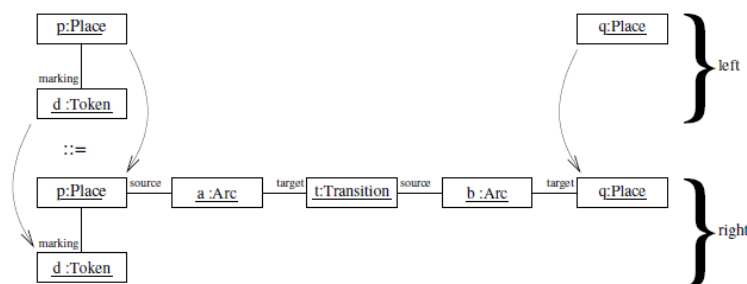 p:Place q:Place
marking left
d :Token
::=
p:Place source a :Arc target t:Transition source b :Arc target q:Place
right
marking
d :Token